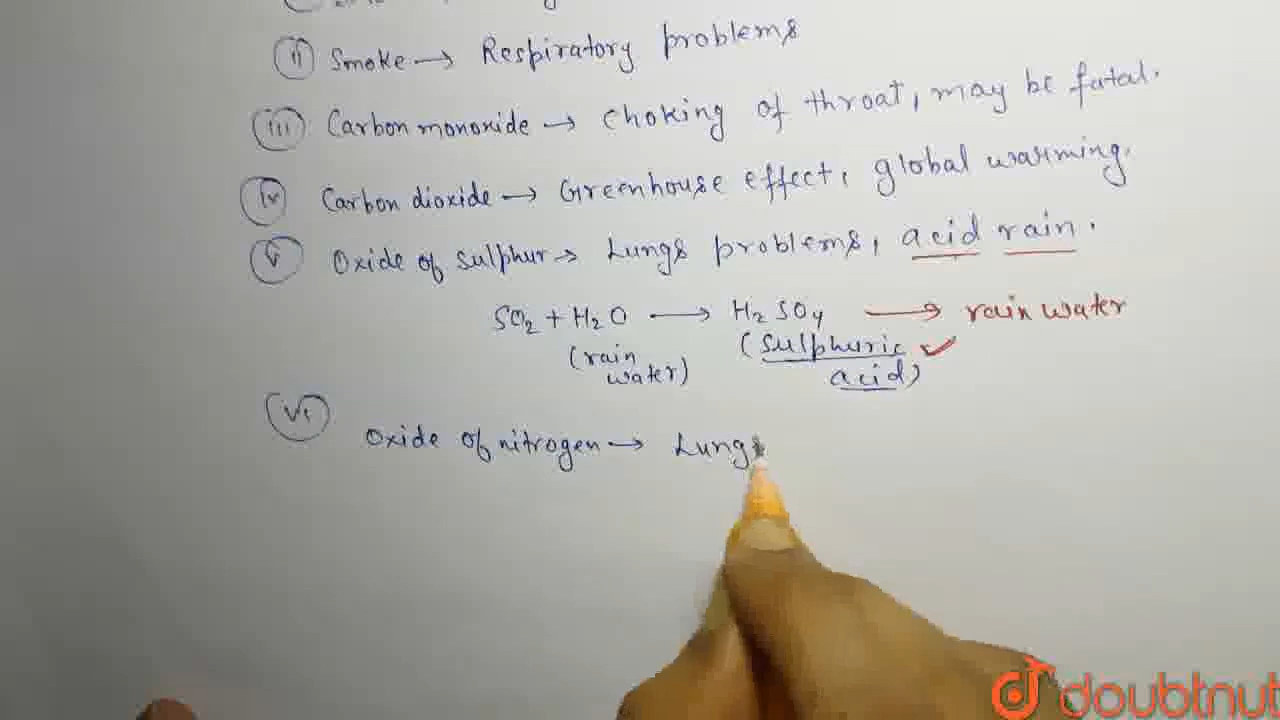 ii) Smoke → Respiratory problems
iii) Carbon monoxide → choking of throat, may be fatal.
iv Carbon dioxide → Greenhouse effect, global warming.
v Oxide of sulphur → Lungs problems, acid rain.
SO2 + H2O → H2SO4 → rain water
(rain water) (sulphuric acid) ✓
vi Oxide of nitrogen → Lungs
doubtnut